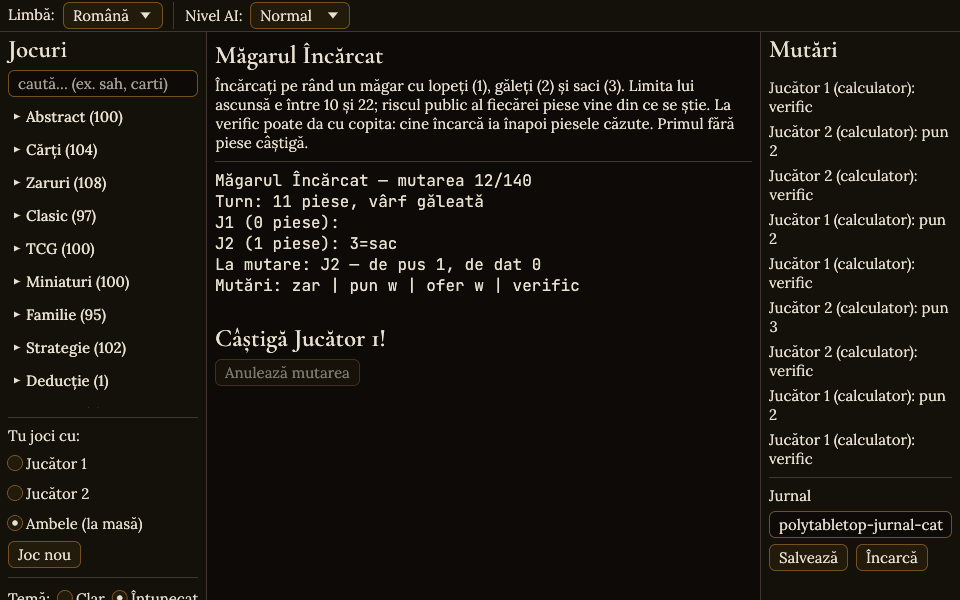 Limbă: Română ▼ Nivel AI: Normal ▼
Jocuri
caută... (ex. sah, carti)
▸ Abstract (100)
▸ Cărți (104)
▸ Zaruri (108)
▸ Clasic (97)
▸ TCG (100)
▸ Miniaturi (100)
▸ Familie (95)
▸ Strategie (102)
▸ Deducție (1)
Tu joci cu:
Jucător 1
Jucător 2
Ambele (la masă)
Joc nou
Temă: Clar Întunecat
Măgarul Încărcat
Încărcați pe rând un măgar cu lopeți (1), găleți (2) și saci (3). Limita lui
ascunsă e între 10 și 22; riscul public al fiecărei piese vine din ce se știe. La
verific poate da cu copita: cine încarcă ia înapoi piesele căzute. Primul fără
piese câștigă.
Măgarul Încărcat — mutarea 12/140
Turn: 11 piese, vârf găleată
J1 (0 piese):
J2 (1 piese): 3=sac
La mutare: J2 — de pus 1, de dat 0
Mutări: zar | pun w | ofer w | verific
Câștigă Jucător 1!
Anulează mutarea
Mutări
Jucător 1 (calculator):
verific
Jucător 2 (calculator): pun
2
Jucător 2 (calculator):
verific
Jucător 1 (calculator): pun
2
Jucător 1 (calculator):
verific
Jucător 2 (calculator): pun
3
Jucător 2 (calculator):
verific
Jucător 1 (calculator): pun
2
Jucător 1 (calculator):
verific
Jurnal
polytabletop-jurnal-cat
Salvează Încarcă